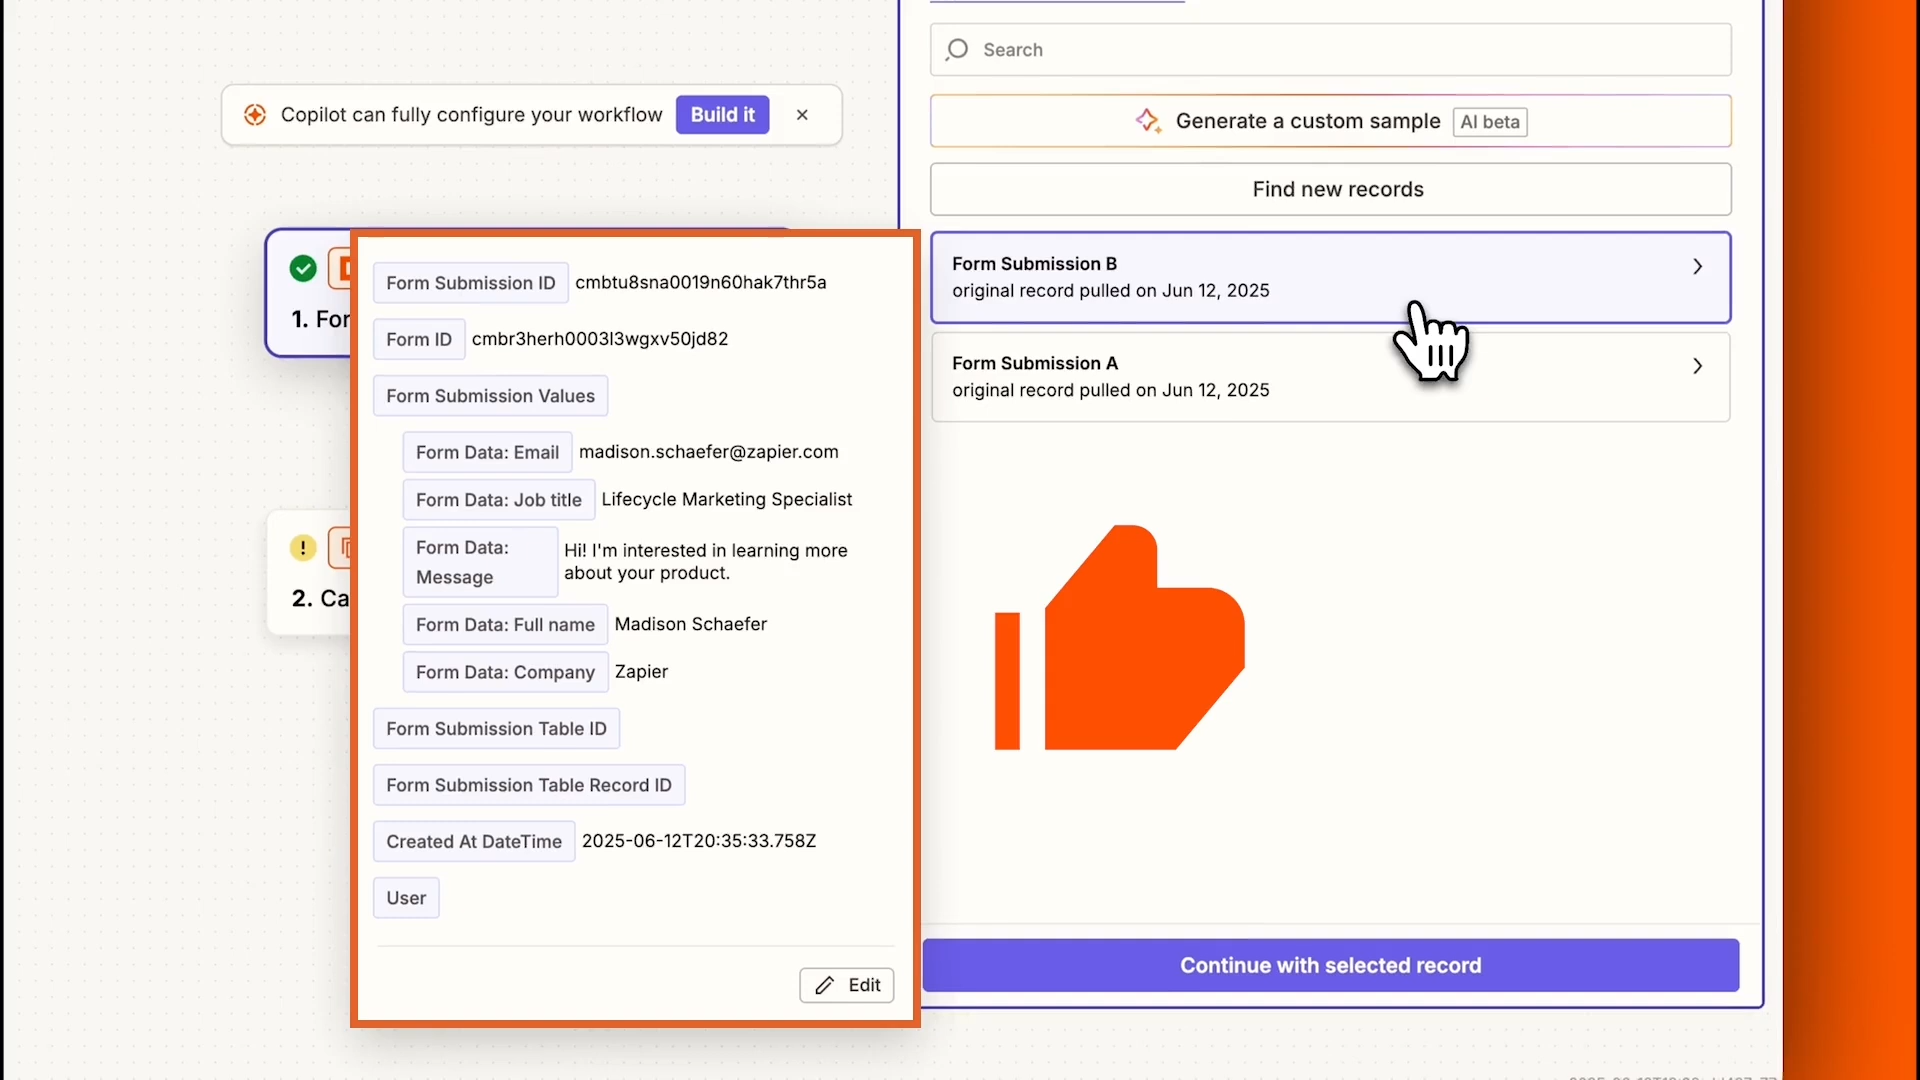 Search
Copilot can fully configure your workflow Build it
Generate a custom sample AI beta
Find new records
Form Submission B
original record pulled on Jun 12, 2025
Form Submission A
original record pulled on Jun 12, 2025
1. For
2. Ca
Form Submission ID cmbtu8sna0019n60hak7thr5a
Form ID cmbr3herh0003l3wgxv50jd82
Form Submission Values
Form Data: Email madison.schaefer@zapier.com
Form Data: Job title Lifecycle Marketing Specialist
Form Data:
Message
Hi! I'm interested in learning more
about your product.
Form Data: Full name Madison Schaefer
Form Data: Company Zapier
Form Submission Table ID
Form Submission Table Record ID
Created At DateTime 2025-06-12T20:35:33.758Z
User
Edit
Continue with selected record